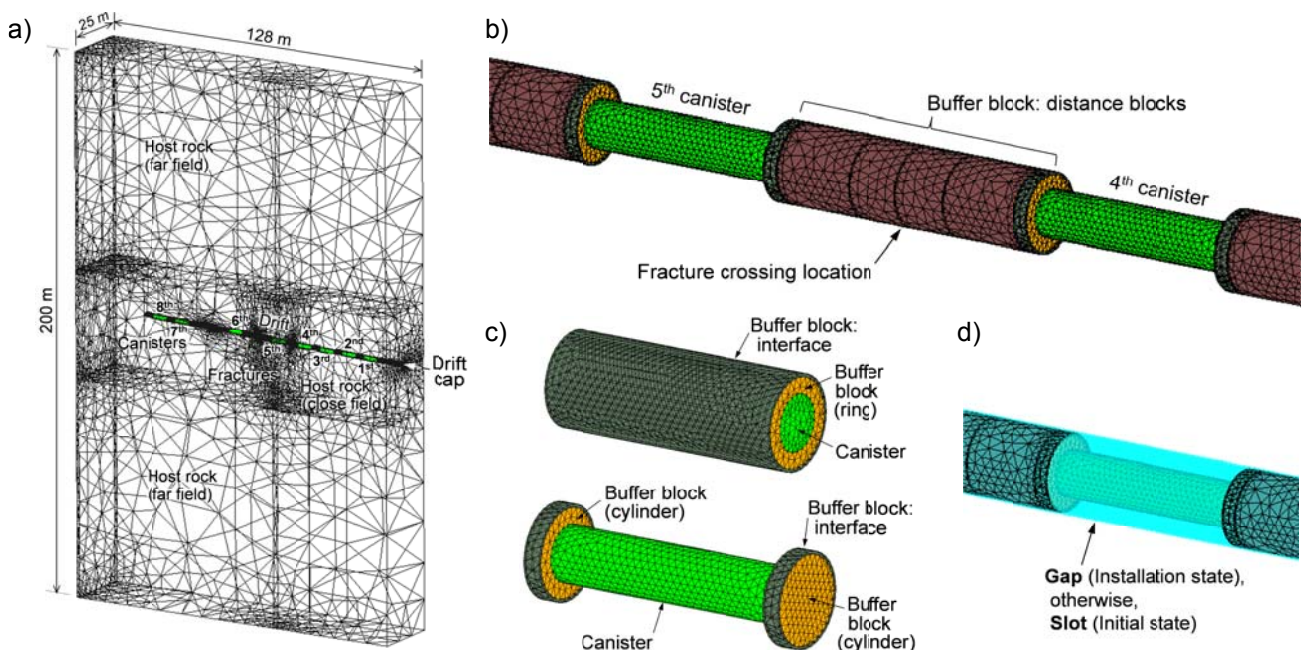 a)
25 m
128 m
200 m
Host rock
(far field)
8th
7th
6th
Drift
5th
4th
3rd
2nd
1st
Canisters
Fractures
Host rock
(close field)
Drift
cap
Host rock
(far field)
b)
5th canister
Buffer block: distance blocks
4th canister
Fracture crossing location
c)
Buffer block:
interface
Buffer
block
(ring)
Canister
Buffer block
(cylinder)
Buffer block:
interface
Canister
Buffer
block
(cylinder)
d)
Gap (Installation state),
otherwise,
Slot (Initial state)